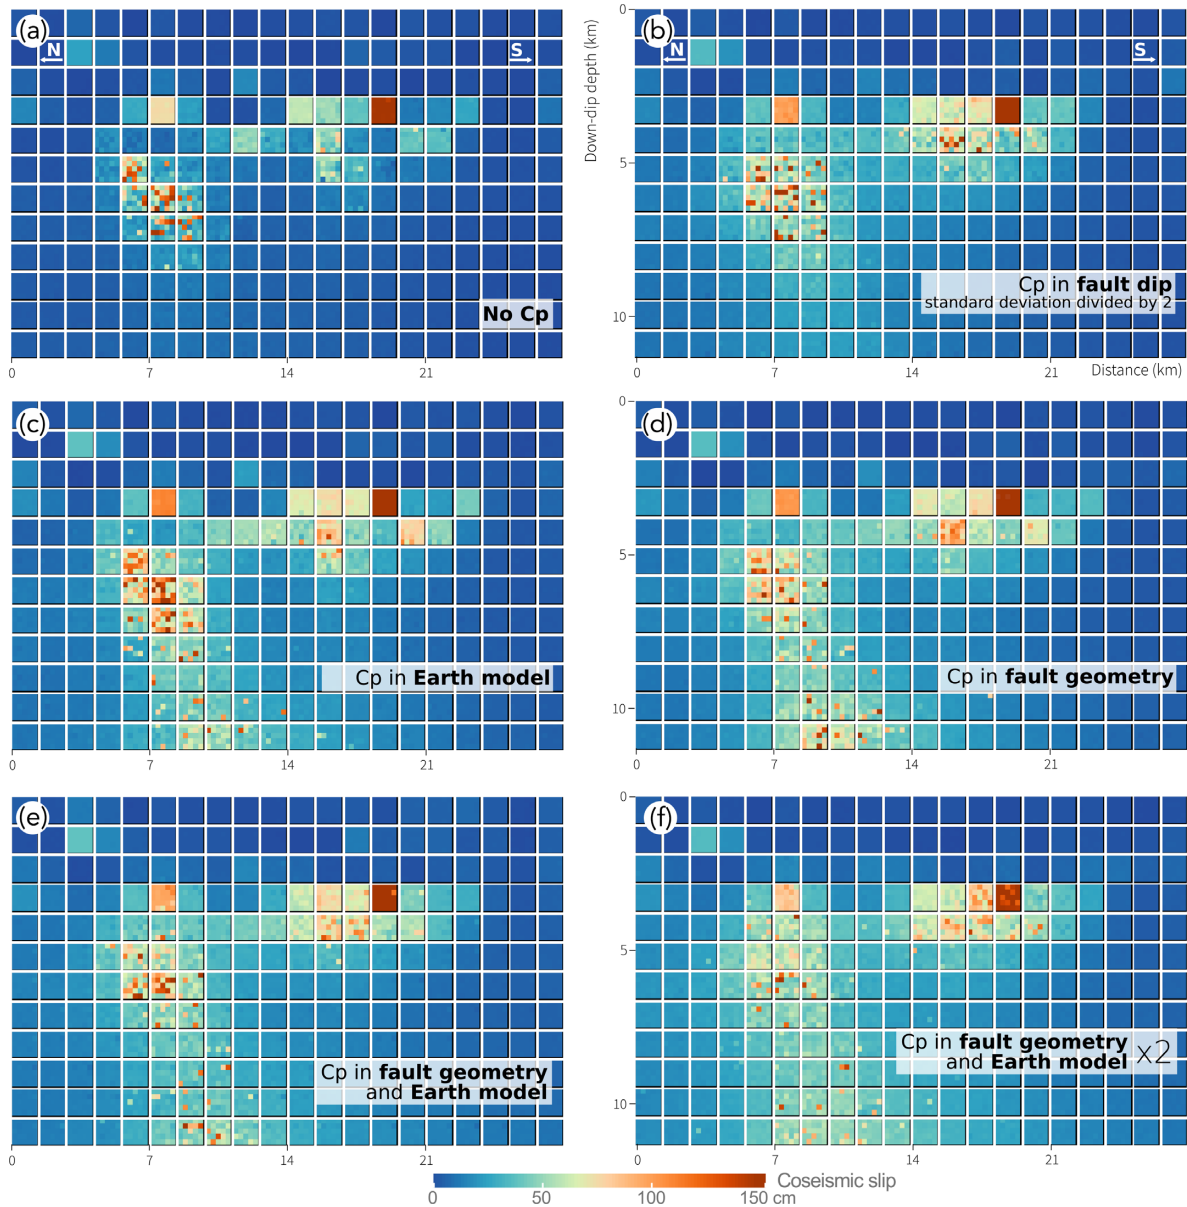 (a)
N
S
No Cp
0
7
14
21
(b)
N
S
Down-dip depth (km)
0
5
10
Cp in fault dip
standard deviation divided by 2
0
7
14
21
Distance (km)
(c)
Cp in Earth model
0
7
14
21
(d)
0
5
10
Cp in fault geometry
0
7
14
21
(e)
Cp in fault geometry
and Earth model
0
7
14
21
(f)
0
5
10
Cp in fault geometry
and Earth model
x2
0
7
14
21
Coseismic slip
0
50
100
150 cm